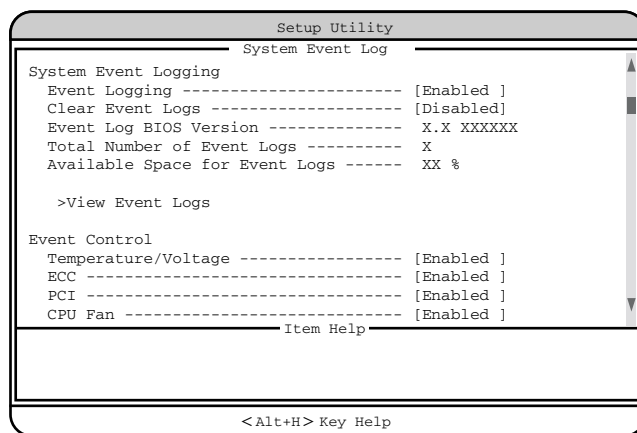 Setup Utility
System Event Log
System Event Logging
Event Logging ----------------------- [Enabled ]
Clear Event Logs -------------------- [Disabled]
Event Log BIOS Version -------------- X.X XXXXXX
Total Number of Event Logs ---------- X
Available Space for Event Logs ------ XX %
>View Event Logs
Event Control
Temperature/Voltage ----------------- [Enabled ]
ECC --------------------------------- [Enabled ]
PCI --------------------------------- [Enabled ]
CPU Fan ----------------------------- [Enabled ]
Item Help
<Alt+H> Key Help